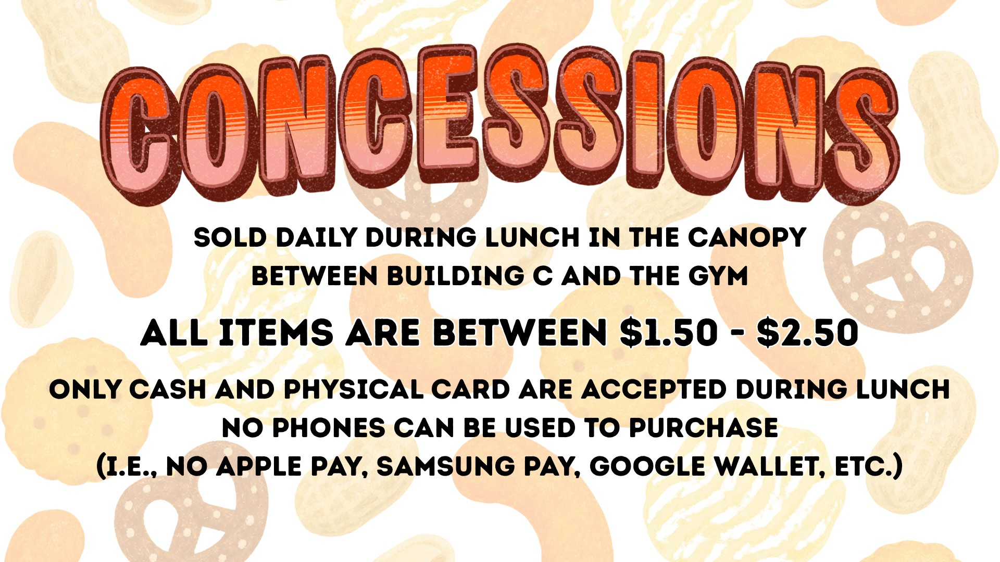 CONCESSIONS
SOLD DAILY DURING LUNCH IN THE CANOPY
BETWEEN BUILDING C AND THE GYM
ALL ITEMS ARE BETWEEN $1.50 - $2.50
ONLY CASH AND PHYSICAL CARD ARE ACCEPTED DURING LUNCH
NO PHONES CAN BE USED TO PURCHASE
(I.E., NO APPLE PAY, SAMSUNG PAY, GOOGLE WALLET, ETC.)